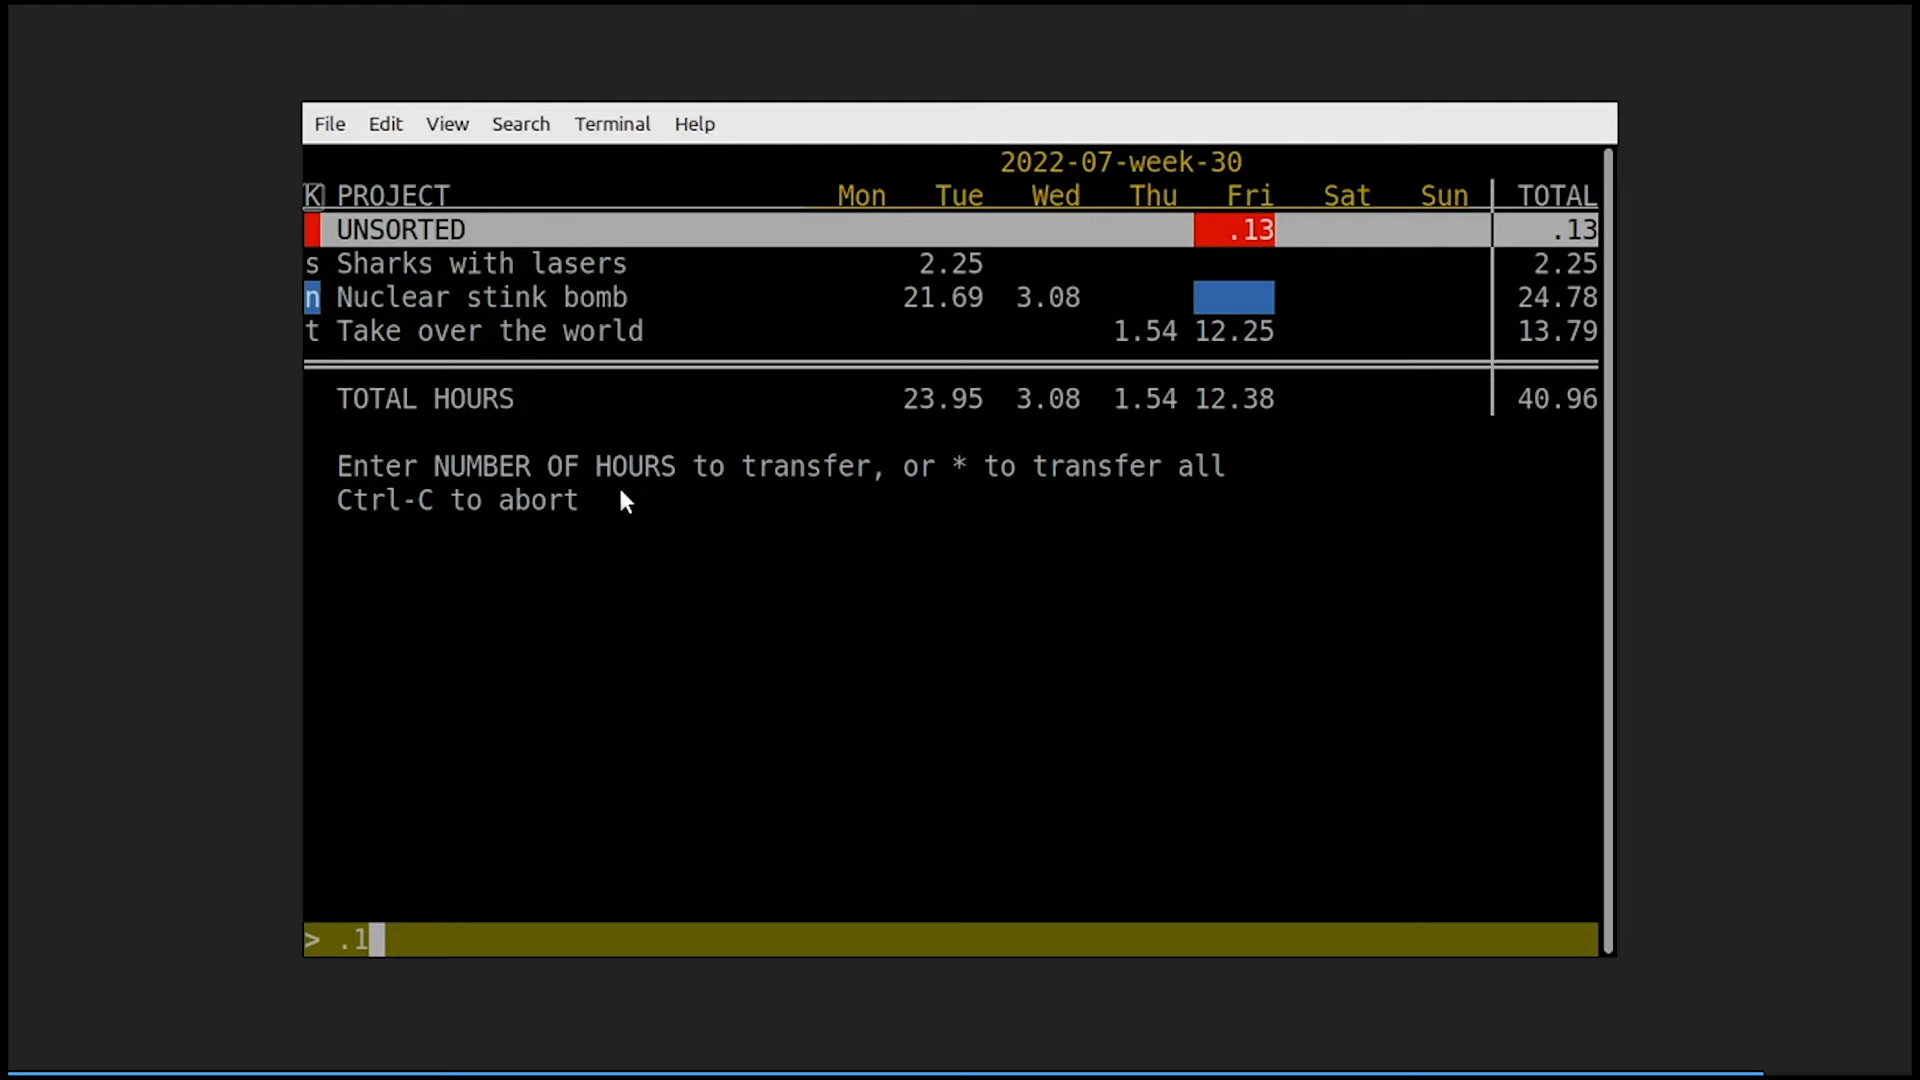 File Edit View Search Terminal Help
2022-07-week-30
K PROJECT Mon Tue Wed Thu Fri Sat Sun TOTAL
UNSORTED .13 .13
s Sharks with lasers 2.25 2.25
n Nuclear stink bomb 21.69 3.08 24.78
t Take over the world 1.54 12.25 13.79
TOTAL HOURS 23.95 3.08 1.54 12.38 40.96
Enter NUMBER OF HOURS to transfer, or * to transfer all
Ctrl-C to abort
> .1